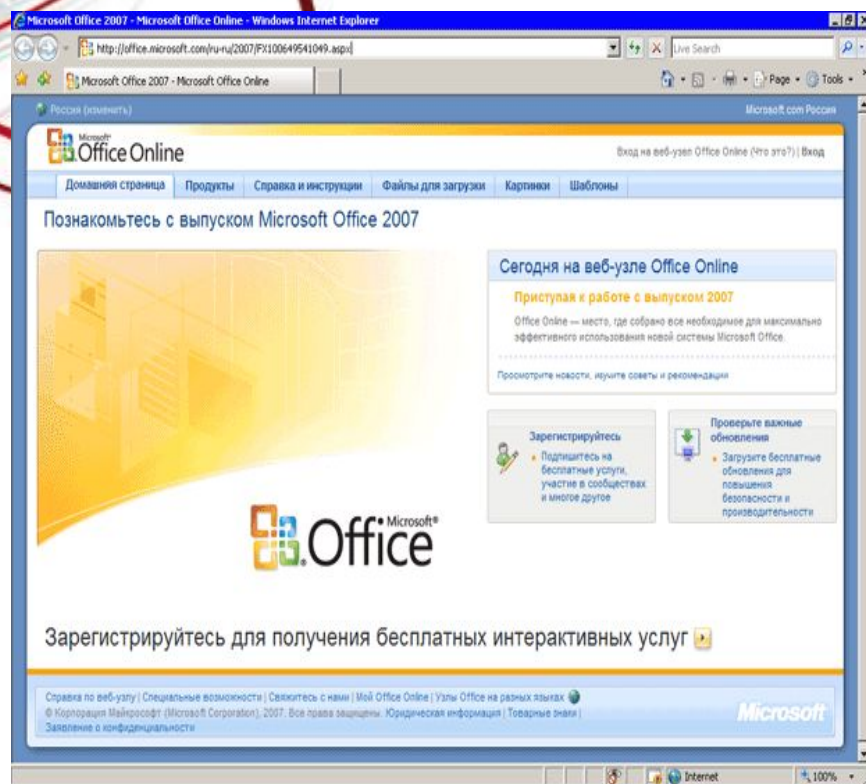 Microsoft Office 2007 - Microsoft Office Online - Windows Internet Explorer
http://office.microsoft.com/ru-ru/2007/FX100649541049.aspx
Live Search
Microsoft Office 2007 - Microsoft Office Online
Page
Tools
Россия (изменить)
Microsoft.com Россия
Microsoft®
Office Online
Вход на веб-узел Office Online (Что это?) | Вход
Домашняя страница
Продукты
Справка и инструкции
Файлы для загрузки
Картинки
Шаблоны
Познакомьтесь с выпуском Microsoft Office 2007
Сегодня на веб-узле Office Online
Приступая к работе с выпуском 2007
Office Online — место, где собрано все необходимое для максимально
эффективного использования новой системы Microsoft Office.
Просмотрите новости, изучите советы и рекомендации
Зарегистрируйтесь
Подпишитесь на
бесплатные услуги,
участие в сообществах
и многое другое
Проверьте важные
обновления
Загрузите бесплатные
обновления для
повышения
безопасности и
производительности
Microsoft®
Office
Зарегистрируйтесь для получения бесплатных интерактивных услуг
Справка по веб-узлу | Специальные возможности | Свяжитесь с нами | Мой Office Online | Узлы Office на разных языках
© Корпорация Майкрософт (Microsoft Corporation), 2007. Все права защищены. Юридическая информация | Товарные знаки |
Заявление о конфиденциальности
Microsoft
Internet
100%